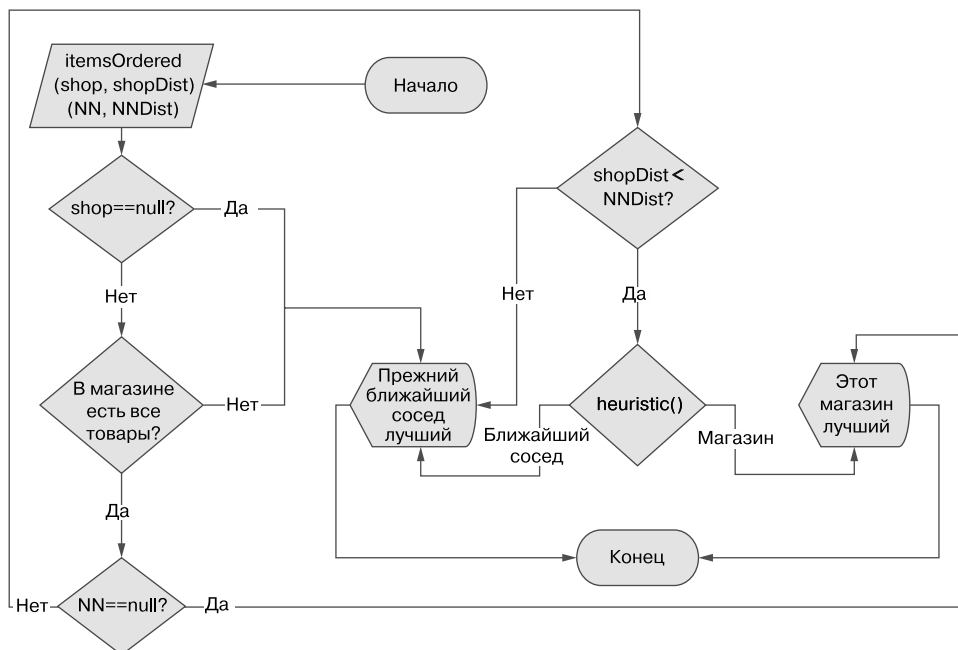 itemsOrdered
(shop, shopDist)
(NN, NNDist)
Начало
shop==null?
Да
Нет
shopDist <
NNDist?
Нет
Да
В магазине
есть все
товары?
Нет
Да
Прежний
ближайший
сосед
лучший
Ближайший
сосед
heuristic()
Магазин
Этот
магазин
лучший
Конец
Нет
NN==null?
Да